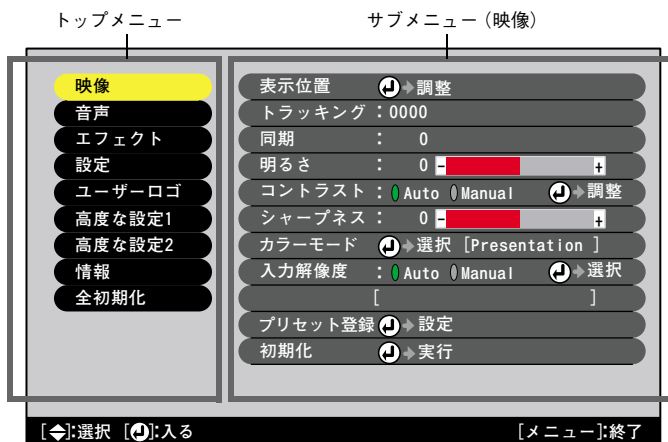 トップメニュー
サブメニュー（映像）
映像
音声
エフェクト
設定
ユーザーロゴ
高度な設定1
高度な設定2
情報
全初期化
表示位置 調整
トラッキング：0000
同期 ： 0
明るさ ： 0 - +
コントラスト： Auto Manual 調整
シャープネス： 0 - +
カラーモード 選択 [Presentation ]
入力解像度 ： Auto Manual 選択
[ ]
プリセット登録 設定
初期化 実行
[ ]:選択 [ ]:入る
[メニュー]:終了